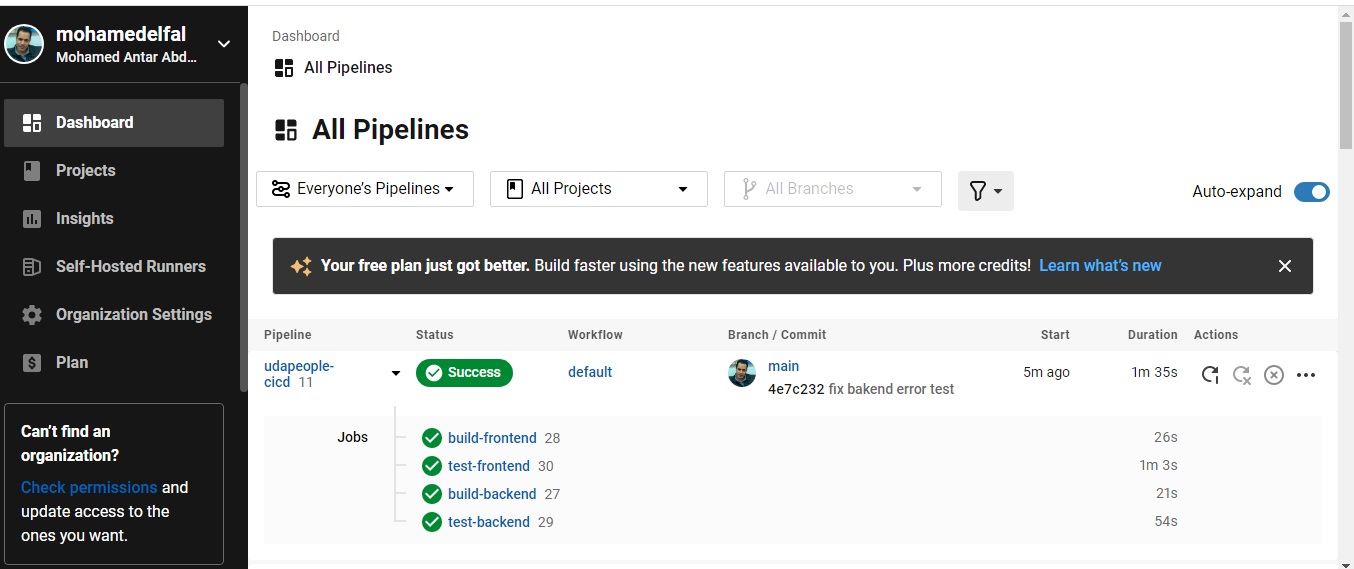 mohamedelfal
Mohamed Antar Abd...
Dashboard
Projects
Insights
Self-Hosted Runners
Organization Settings
Plan
Can't find an
organization?
Check permissions and
update access to the
ones you want.
Dashboard
All Pipelines
All Pipelines
Everyone's Pipelines
All Projects
All Branches
Auto-expand
Your free plan just got better. Build faster using the new features available to you. Plus more credits! Learn what's new
Pipeline Status Workflow Branch / Commit Start Duration Actions
udapeople-
cicd 11
Success
default
main
4e7c232 fix bakend error test
5m ago
1m 35s
Jobs
build-frontend 28 26s
test-frontend 30 1m 3s
build-backend 27 21s
test-backend 29 54s